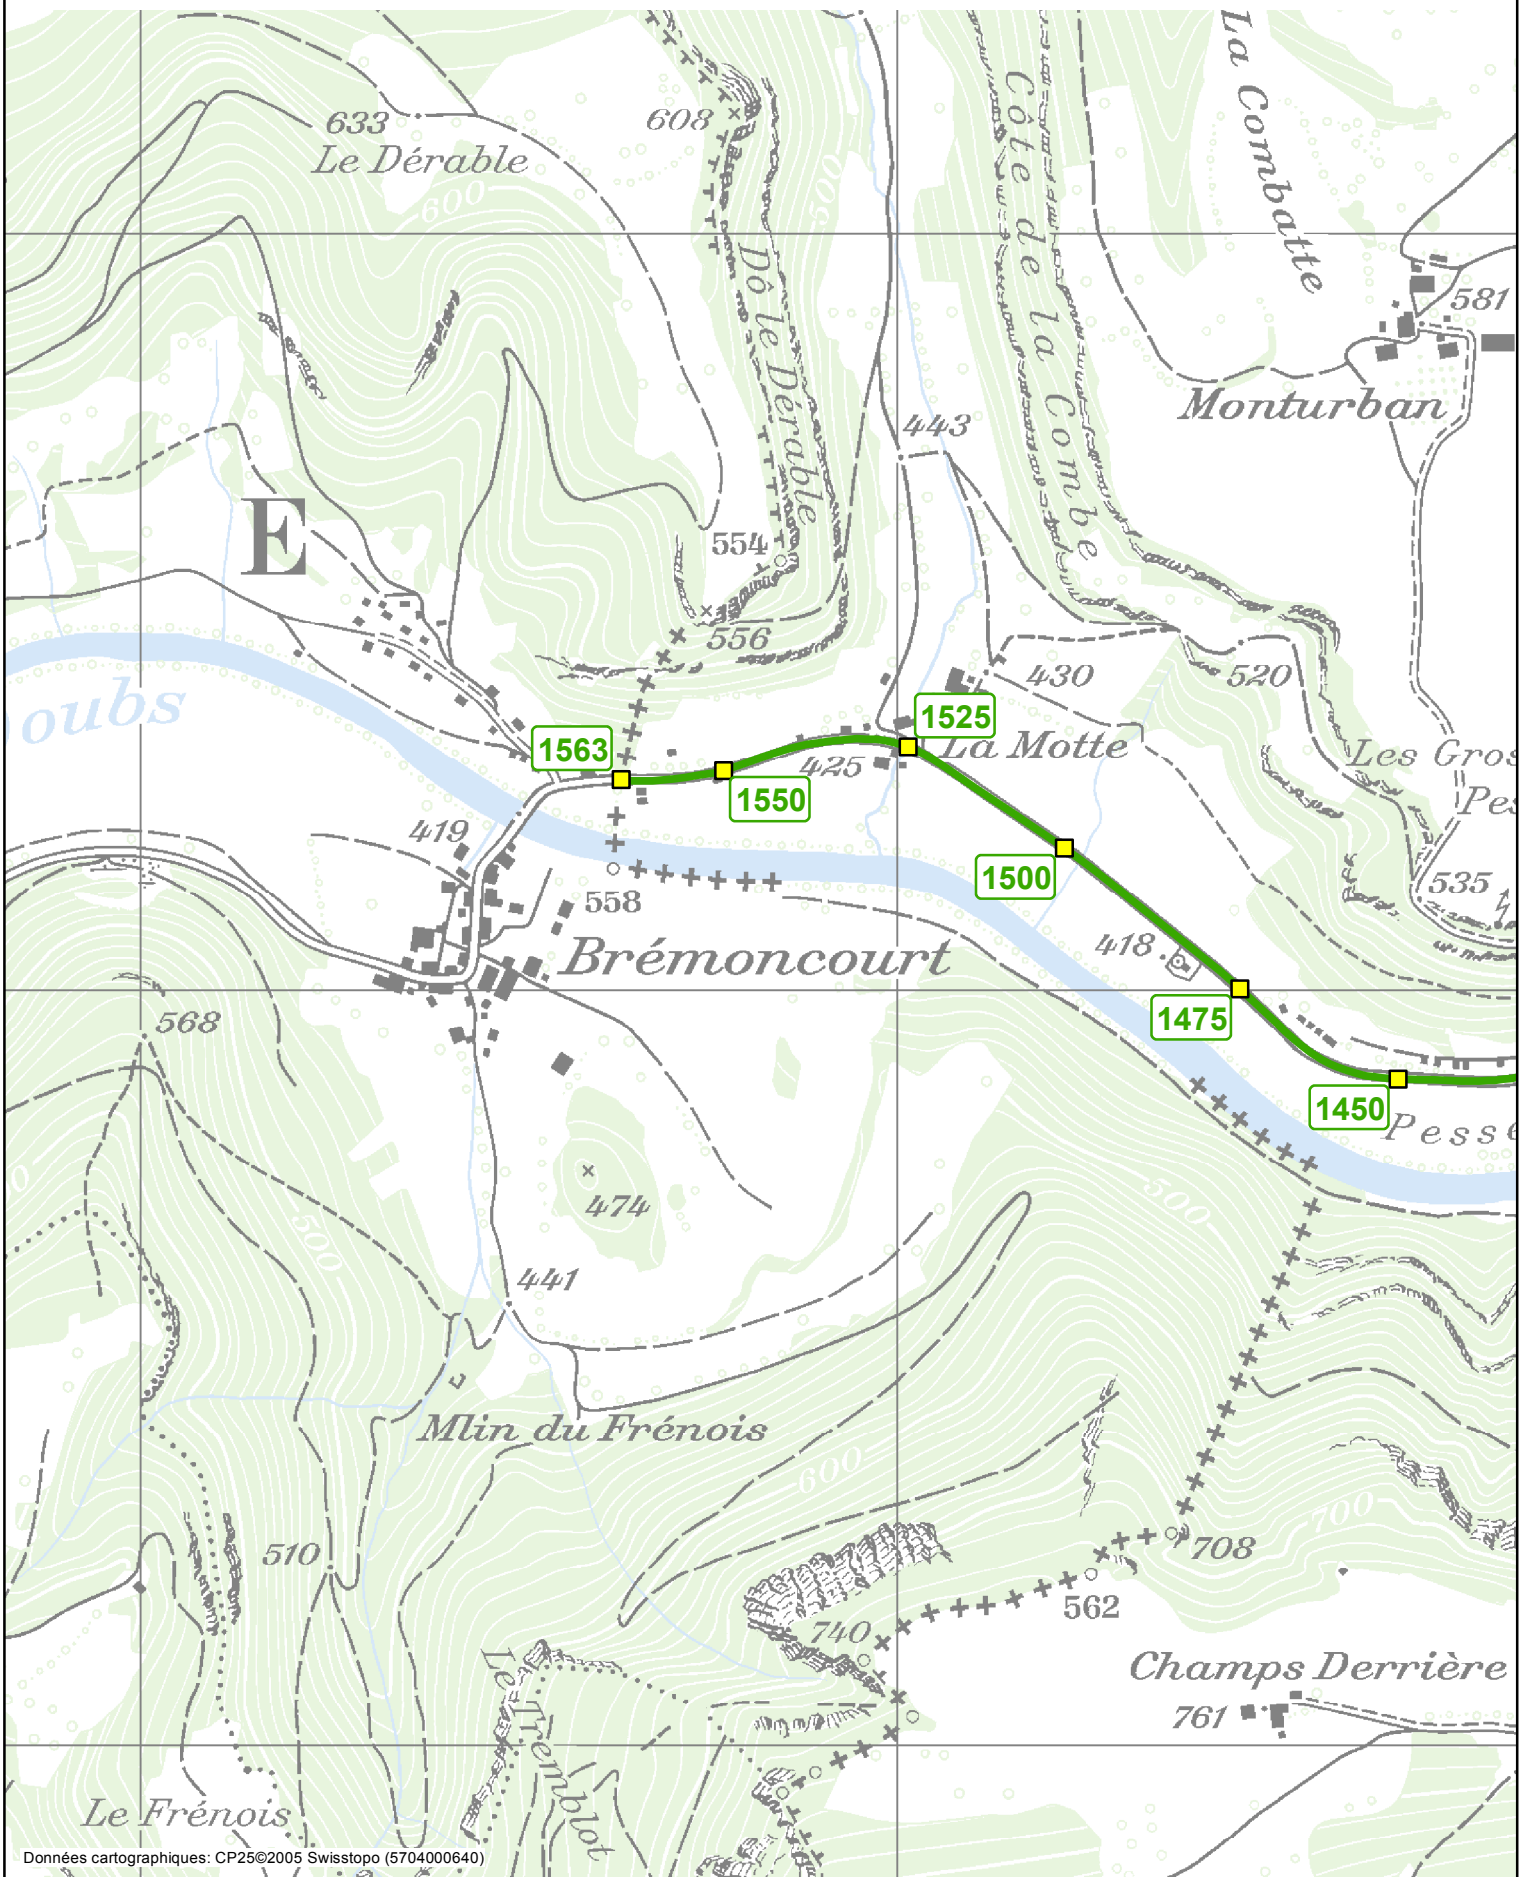 La Combatte
Côte de la Combe
633
Le Dérable
608
600
500
Dô le Dérable
581
Monturban
443
E
554
556
430
520
oubs
1563
1525
La Motte
425
1550
Les Gros
Pes
419
1500
558
535
418
Brémoncourt
1475
568
1450
Pess
474
500
500
441
Mlin du Frénois
600
700
510
708
562
740
Champs Derrière
761
Le Tremblot
Le Frénois
Données cartographiques: CP25©2005 Swisstopo (5704000640)